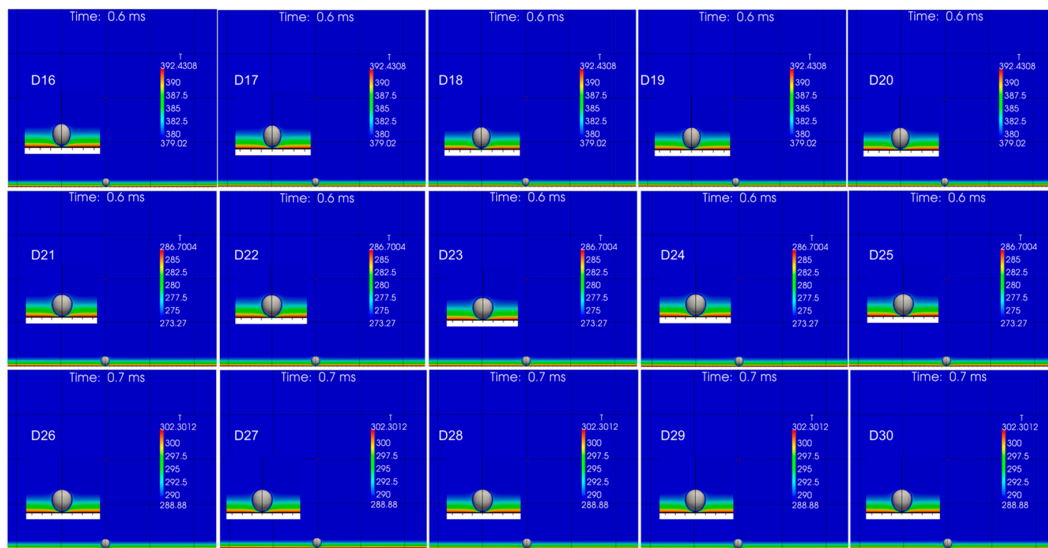 Time: 0.6 ms
D16
T
392.4308
390
387.5
385
382.5
380
379.02
Time: 0.6 ms
D17
T
392.4308
390
387.5
385
382.5
380
379.02
Time: 0.6 ms
D18
T
392.4308
390
387.5
385
382.5
380
379.02
Time: 0.6 ms
D19
T
392.4308
390
387.5
385
382.5
380
379.02
Time: 0.6 ms
D20
T
392.4308
390
387.5
385
382.5
380
379.02
Time: 0.6 ms
D21
T
286.7004
285
282.5
280
277.5
275
273.27
Time: 0.6 ms
D22
T
286.7004
285
282.5
280
277.5
275
273.27
Time: 0.6 ms
D23
T
286.7004
285
282.5
280
277.5
275
273.27
Time: 0.6 ms
D24
T
286.7004
285
282.5
280
277.5
275
273.27
Time: 0.6 ms
D25
T
286.7004
285
282.5
280
277.5
275
273.27
Time: 0.7 ms
D26
T
302.3012
300
297.5
295
292.5
290
288.88
Time: 0.7 ms
D27
T
302.3012
300
297.5
295
292.5
290
288.88
Time: 0.7 ms
D28
T
302.3012
300
297.5
295
292.5
290
288.88
Time: 0.7 ms
D29
T
302.3012
300
297.5
295
292.5
290
288.88
Time: 0.7 ms
D30
T
302.3012
300
297.5
295
292.5
290
288.88